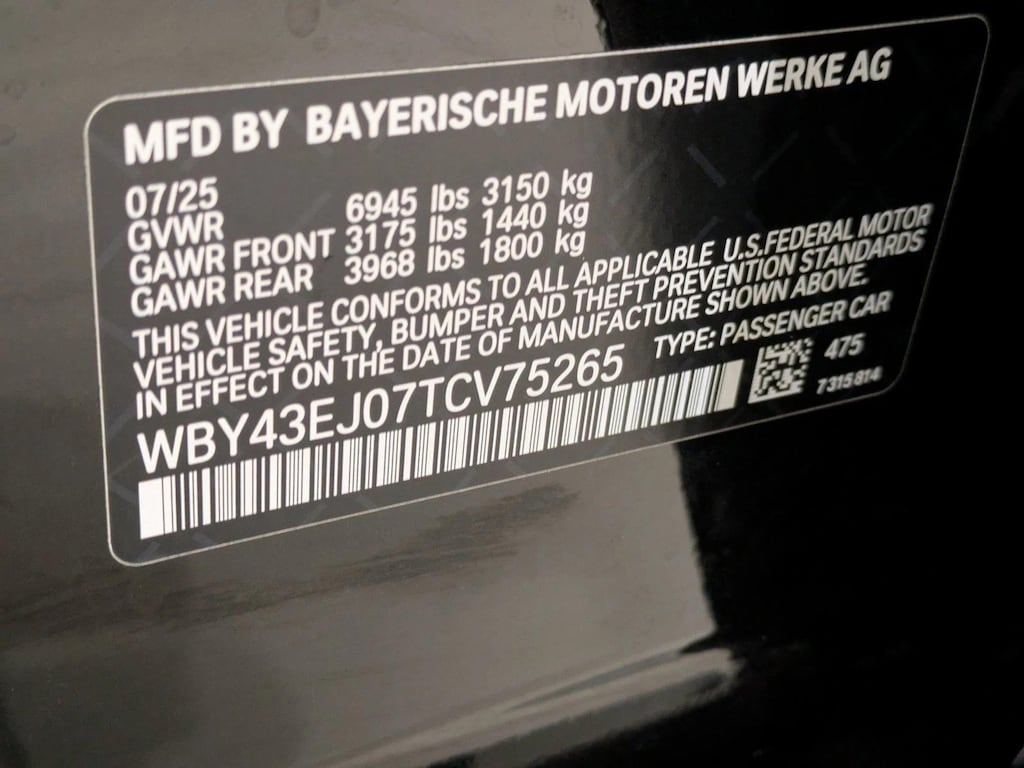 MFD BY BAYERISCHE MOTOREN WERKE AG
07/25
GVWR 6945 lbs 3150 kg
GAWR FRONT 3175 lbs 1440 kg
GAWR REAR 3968 lbs 1800 kg
THIS VEHICLE CONFORMS TO ALL APPLICABLE U.S.FEDERAL MOTOR
VEHICLE SAFETY, BUMPER AND THEFT PREVENTION STANDARDS
IN EFFECT ON THE DATE OF MANUFACTURE SHOWN ABOVE.
WBY43EJ07TCV75265 TYPE: PASSENGER CAR
475
7315814